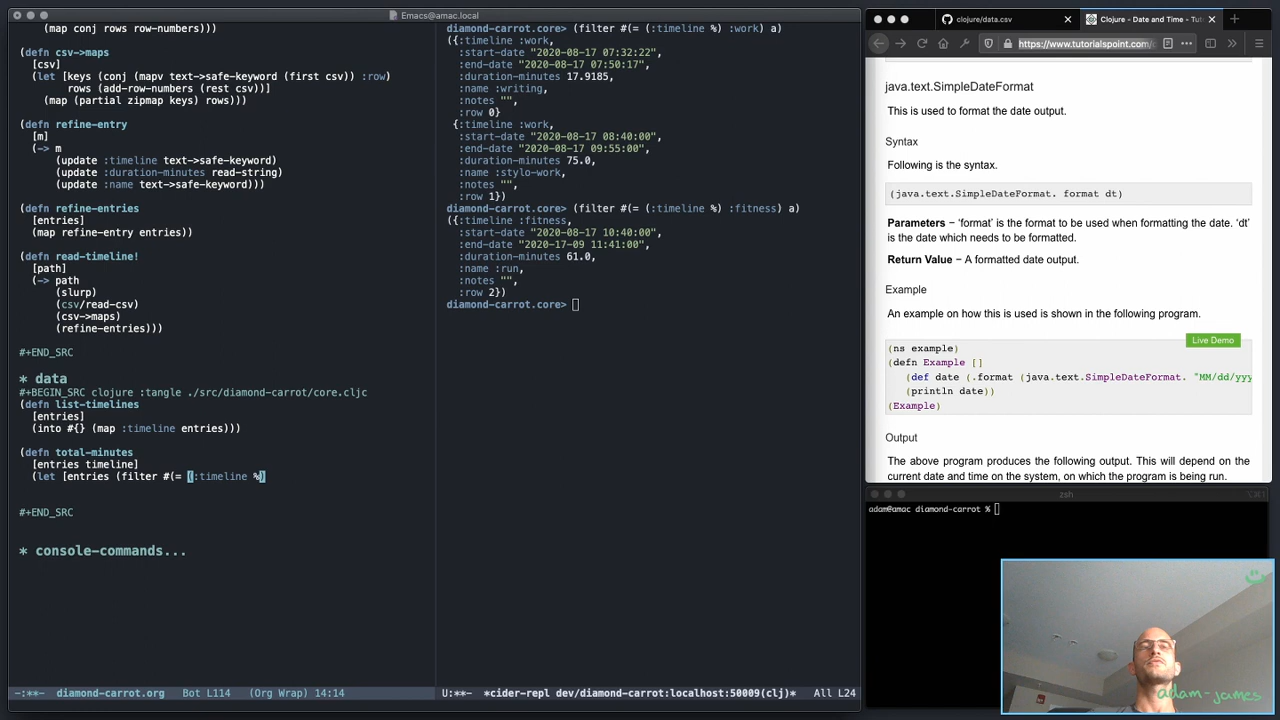 Emacs@amac.local
(map conj rows row-numbers)))
(defn csv->maps
[csv]
(let [keys (conj (mapv text->safe-keyword (first csv)) :row)
rows (add-row-numbers (rest csv))]
(map (partial zipmap keys) rows)))
(defn refine-entry
[m]
(-> m
(update :timeline text->safe-keyword)
(update :duration-minutes read-string)
(update :name text->safe-keyword)))
(defn refine-entries
[entries]
(map refine-entry entries))
(defn read-timeline!
[path]
(-> path
(slurp)
(csv/read-csv)
(csv->maps)
(refine-entries)))
#+END_SRC
* data
#+BEGIN_SRC clojure :tangle ./src/diamond-carrot/core.cljc
(defn list-timelines
[entries]
(into #{} (map :timeline entries)))
(defn total-minutes
[entries timeline]
(let [entries (filter #(= (:timeline %)
#+END_SRC
* console-commands...
-:**- diamond-carrot.org Bot L114 (Org Wrap) 14:14
diamond-carrot.core> (filter #(= (:timeline %) :work) a)
({:timeline :work,
:start-date "2020-08-17 07:32:22",
:end-date "2020-08-17 07:50:17",
:duration-minutes 17.9185,
:name :writing,
:notes "",
:row 0}
{:timeline :work,
:start-date "2020-08-17 08:40:00",
:end-date "2020-08-17 09:55:00",
:duration-minutes 75.0,
:name :stylo-work,
:notes "",
:row 1})
diamond-carrot.core> (filter #(= (:timeline %) :fitness) a)
({:timeline :fitness,
:start-date "2020-08-17 10:40:00",
:end-date "2020-17-09 11:41:00",
:duration-minutes 61.0,
:name :run,
:notes "",
:row 2})
diamond-carrot.core>
U:**- *cider-repl dev/diamond-carrot:localhost:50009(clj)* All L24
clojure/data.csv
Clojure - Date and Time - Tut
https://www.tutorialspoint.com/
java.text.SimpleDateFormat
This is used to format the date output.
Syntax
Following is the syntax.
(java.text.SimpleDateFormat. format dt)
Parameters − ‘format’ is the format to be used when formatting the date. ‘dt’
is the date which needs to be formatted.
Return Value − A formatted date output.
Example
An example on how this is used is shown in the following program.
Live Demo
(ns example)
(defn Example []
(def date (.format (java.text.SimpleDateFormat. "MM/dd/yyy
(println date))
(Example)
Output
The above program produces the following output. This will depend on the
current date and time on the system, on which the program is being run.
zsh
adam@amac diamond-carrot %
adam-james